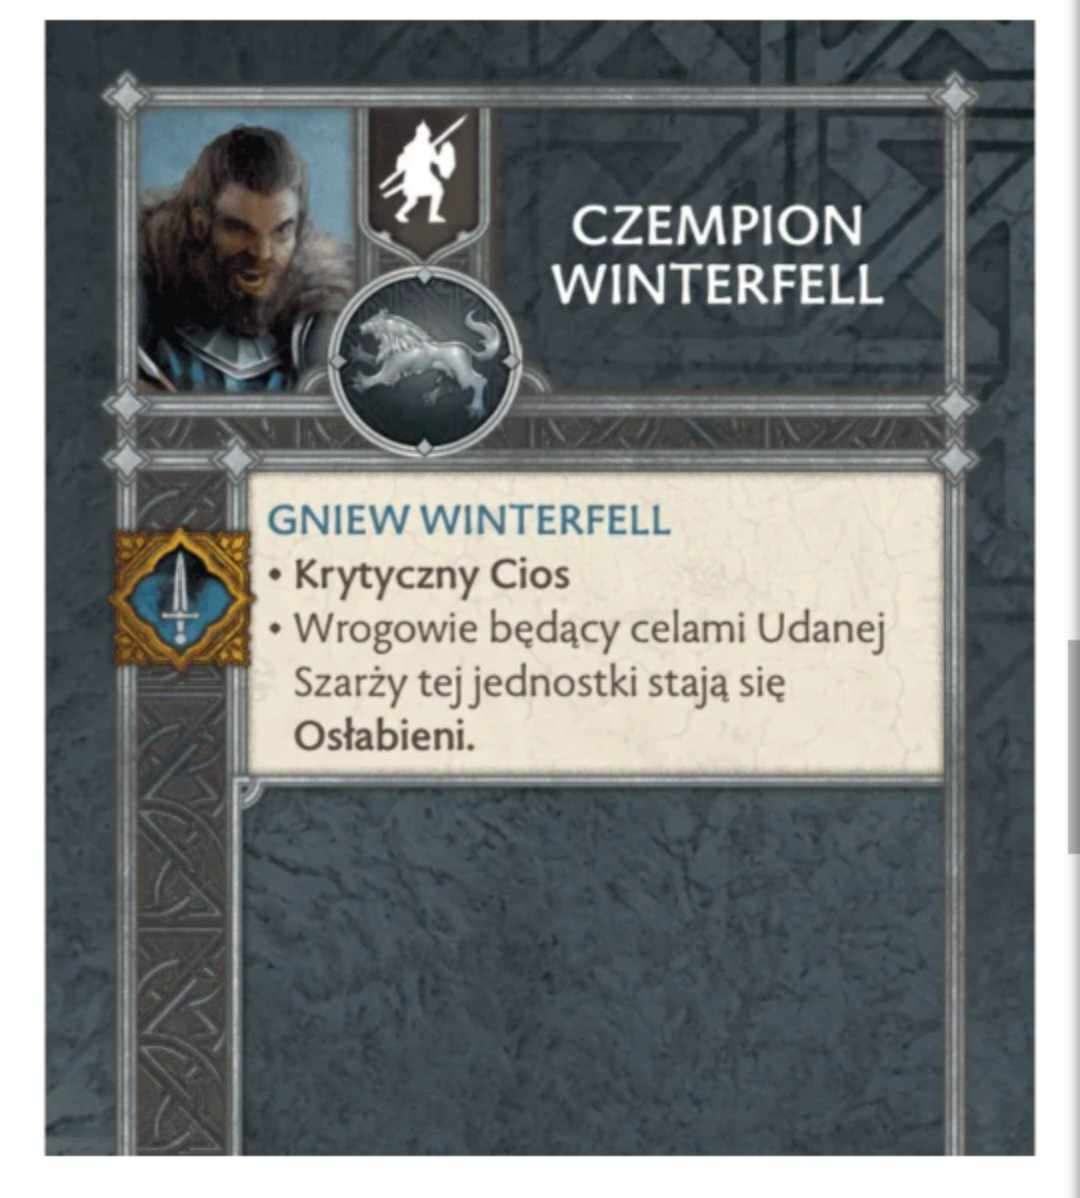 CZEMPION
WINTERFELL
GNIEW WINTERFELL
• Krytyczny Cios
• Wrogowie będący celami Udanej
Szarży tej jednostki stają się
Osłabieni.